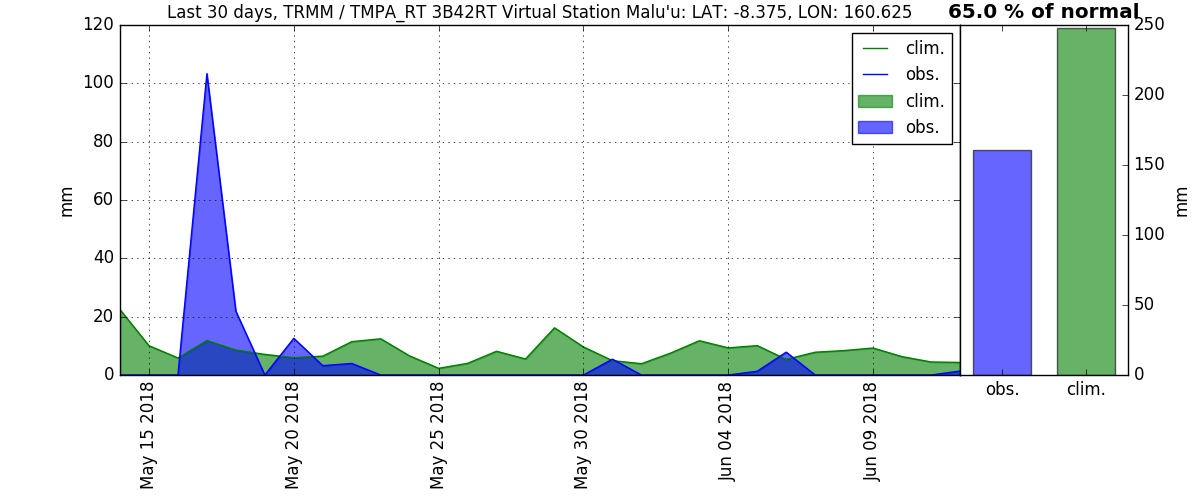 Last 30 days, TRMM / TMPA_RT 3B42RT Virtual Station Malu'u: LAT: -8.375, LON: 160.625
65.0 % of normal
120
100
80
60
40
20
0
mm
clim.
obs.
clim.
obs.
May 15 2018
May 20 2018
May 25 2018
May 30 2018
Jun 04 2018
Jun 09 2018
250
200
150
100
50
0
mm
obs.
clim.